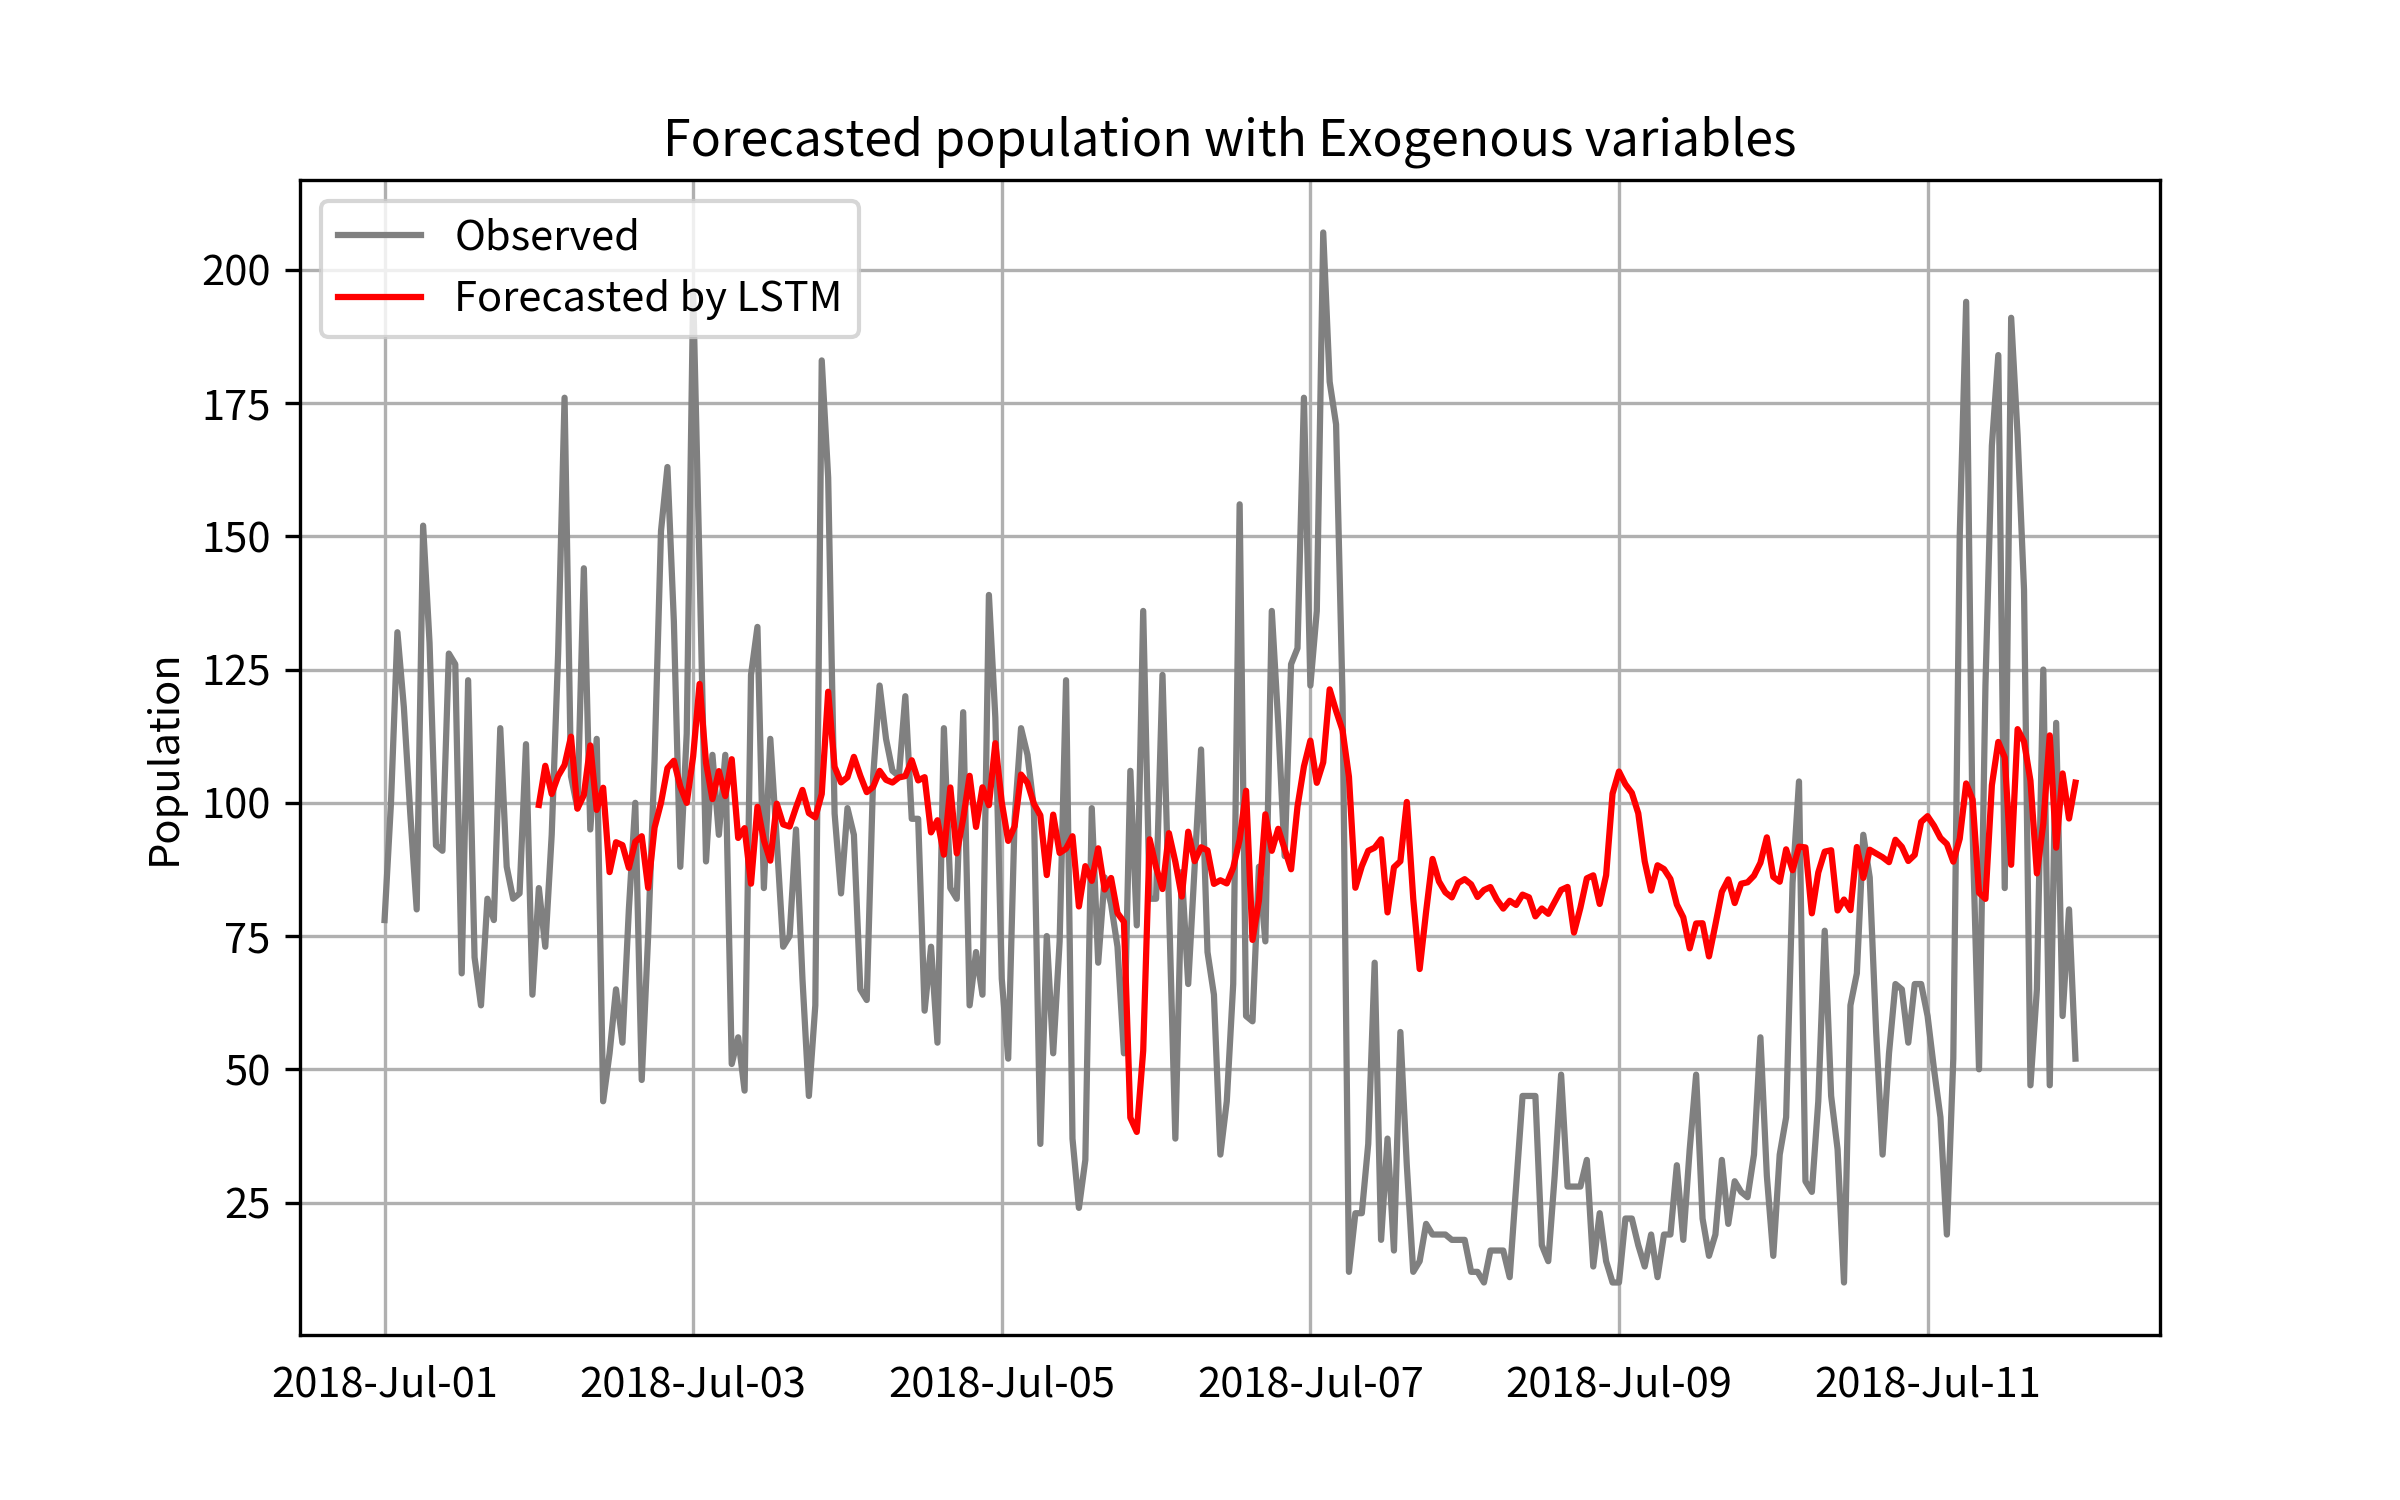 Forecasted population with Exogenous variables
Observed
Forecasted by LSTM
Population
200
175
150
125
100
75
50
25
2018-Jul-01
2018-Jul-03
2018-Jul-05
2018-Jul-07
2018-Jul-09
2018-Jul-11